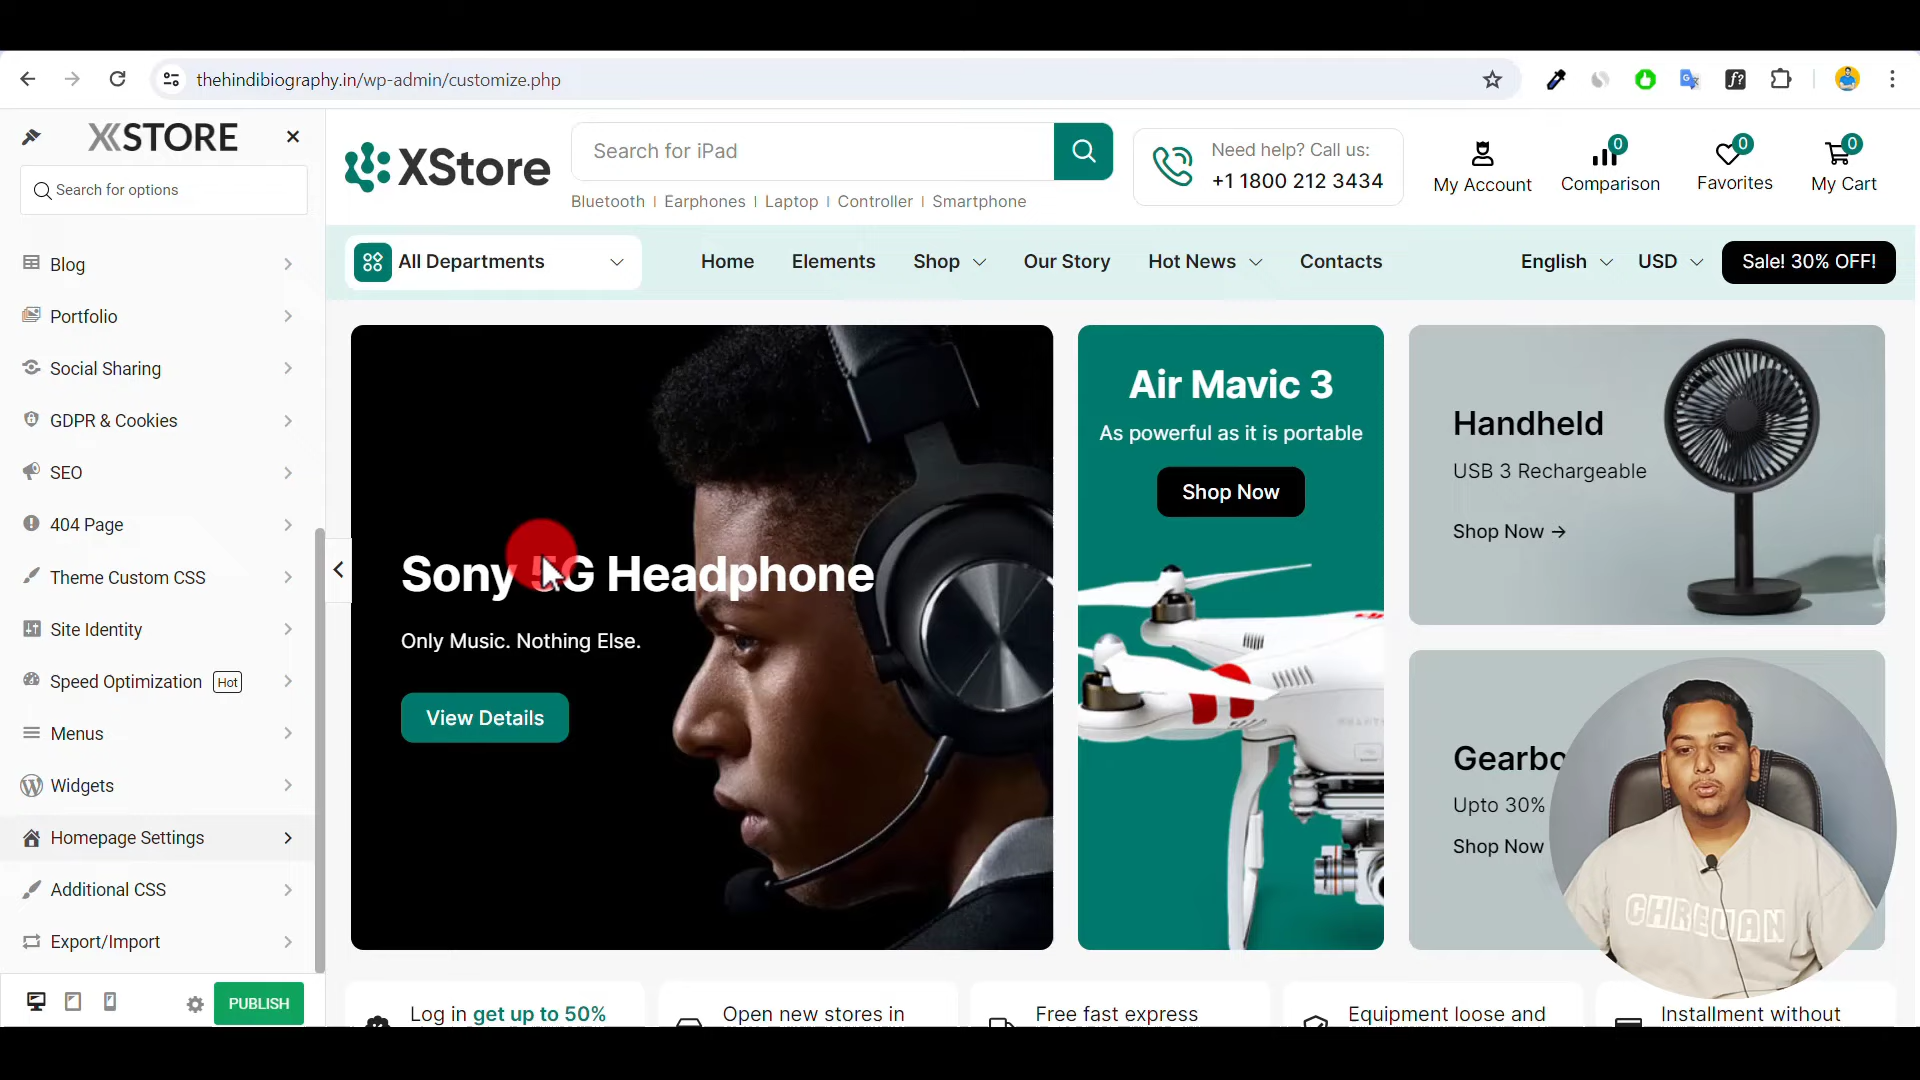 thehindibiography.in/wp-admin/customize.php
XSTORE
Search for options
Blog
Portfolio
Social Sharing
GDPR & Cookies
SEO
404 Page
Theme Custom CSS
Site Identity
Speed Optimization Hot
Menus
Widgets
Homepage Settings
Additional CSS
Export/Import
PUBLISH
XStore
Search for iPad
Bluetooth | Earphones | Laptop | Controller | Smartphone
Need help? Call us:
+1 1800 212 3434
My Account
0
Comparison
0
Favorites
0
My Cart
All Departments
Home
Elements
Shop
Our Story
Hot News
Contacts
English
USD
Sale! 30% OFF!
Sony 5G Headphone
Only Music. Nothing Else.
View Details
Air Mavic 3
As powerful as it is portable
Shop Now
Handheld
USB 3 Rechargeable
Shop Now →
Upto 30%
Shop Now
Log in get up to 50%
Open new stores in
Free fast express
Equipment loose and
Installment without